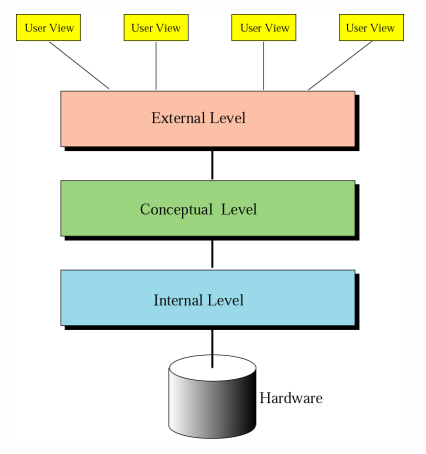 User View
User View
User View
User View
External Level
Conceptual Level
Internal Level
Hardware